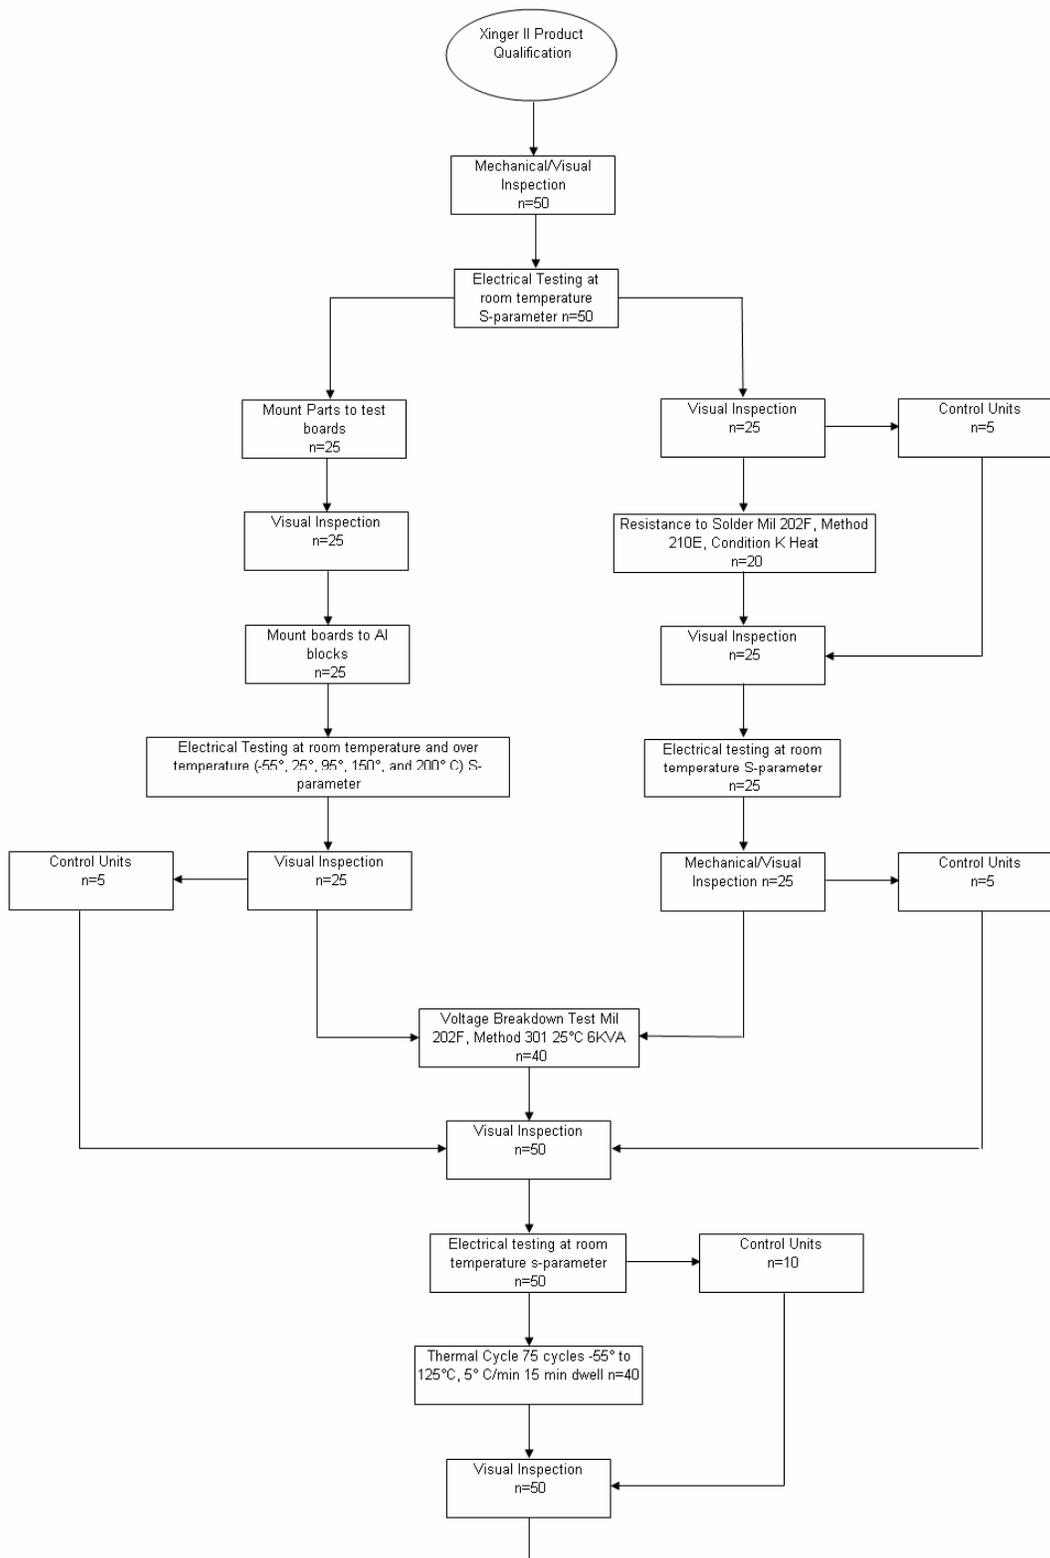 Xinger II Product
Qualification
Mechanical/Visual
Inspection
n=50
Electrical Testing at
room temperature
S-parameter n=50
Mount Parts to test
boards
n=25
Visual Inspection
n=25
Control Units
n=5
Visual Inspection
n=25
Resistance to Solder Mil 202F, Method
210E, Condition K Heat
n=20
Mount boards to Al
blocks
n=25
Visual Inspection
n=25
Electrical Testing at room temperature and over
temperature (-55°, 25°, 95°, 150°, and 200° C) S-
parameter
Electrical testing at room
temperature S-parameter
n=25
Control Units
n=5
Visual Inspection
n=25
Mechanical/Visual
Inspection n=25
Control Units
n=5
Voltage Breakdown Test Mil
202F, Method 301 25°C 6KVA
n=40
Visual Inspection
n=50
Electrical testing at room
temperature s-parameter
n=50
Control Units
n=10
Thermal Cycle 75 cycles -55° to
125°C, 5° C/min 15 min dwell n=40
Visual Inspection
n=50